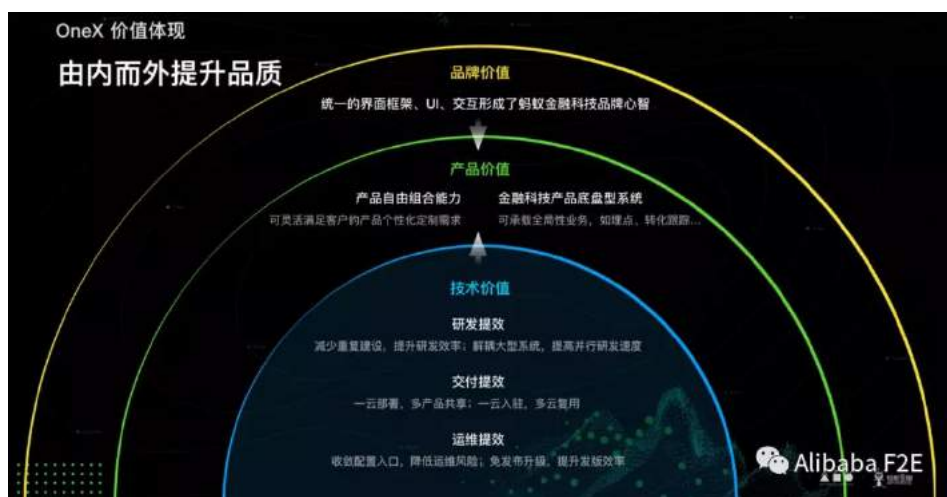 OneX 价值体现
由内而外提升品质
品牌价值
统一的界面框架、UI、交互形成了蚂蚁金融科技品牌心智
产品价值
产品自由组合能力 金融科技产品底盘型系统
可灵活满足客户的产品个性化定制需求 可承载全局性业务，如埋点、转化跟踪...
技术价值
研发提效
减少重复建设，提升研发效率；解耦大型系统，提高并行研发速度
交付提效
一云部署，多产品共享；一云入驻，多云复用
运维提效
收敛配置入口，降低运维风险；免发布升级，提升发版效率
Alibaba F2E